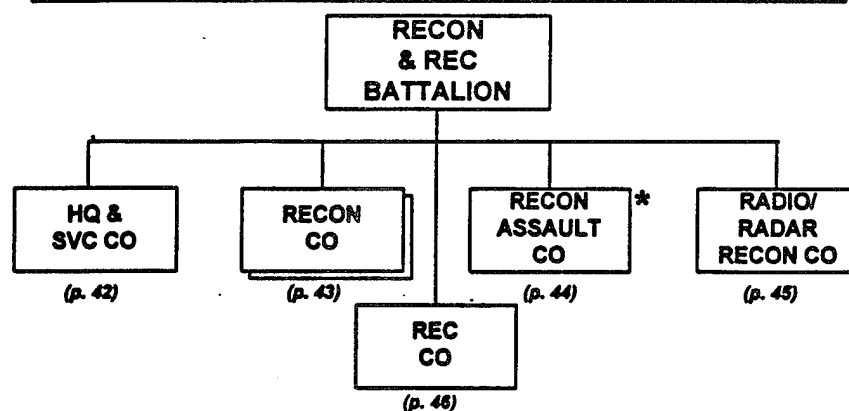 RECON
& REC
BATTALION
HQ &
SVC CO
(p. 42)
RECON
CO
(p. 43)
RECON
ASSAULT
CO
*
(p. 44)
RADIO/
RADAR
RECON CO
(p. 45)
REC
CO
(p. 46)